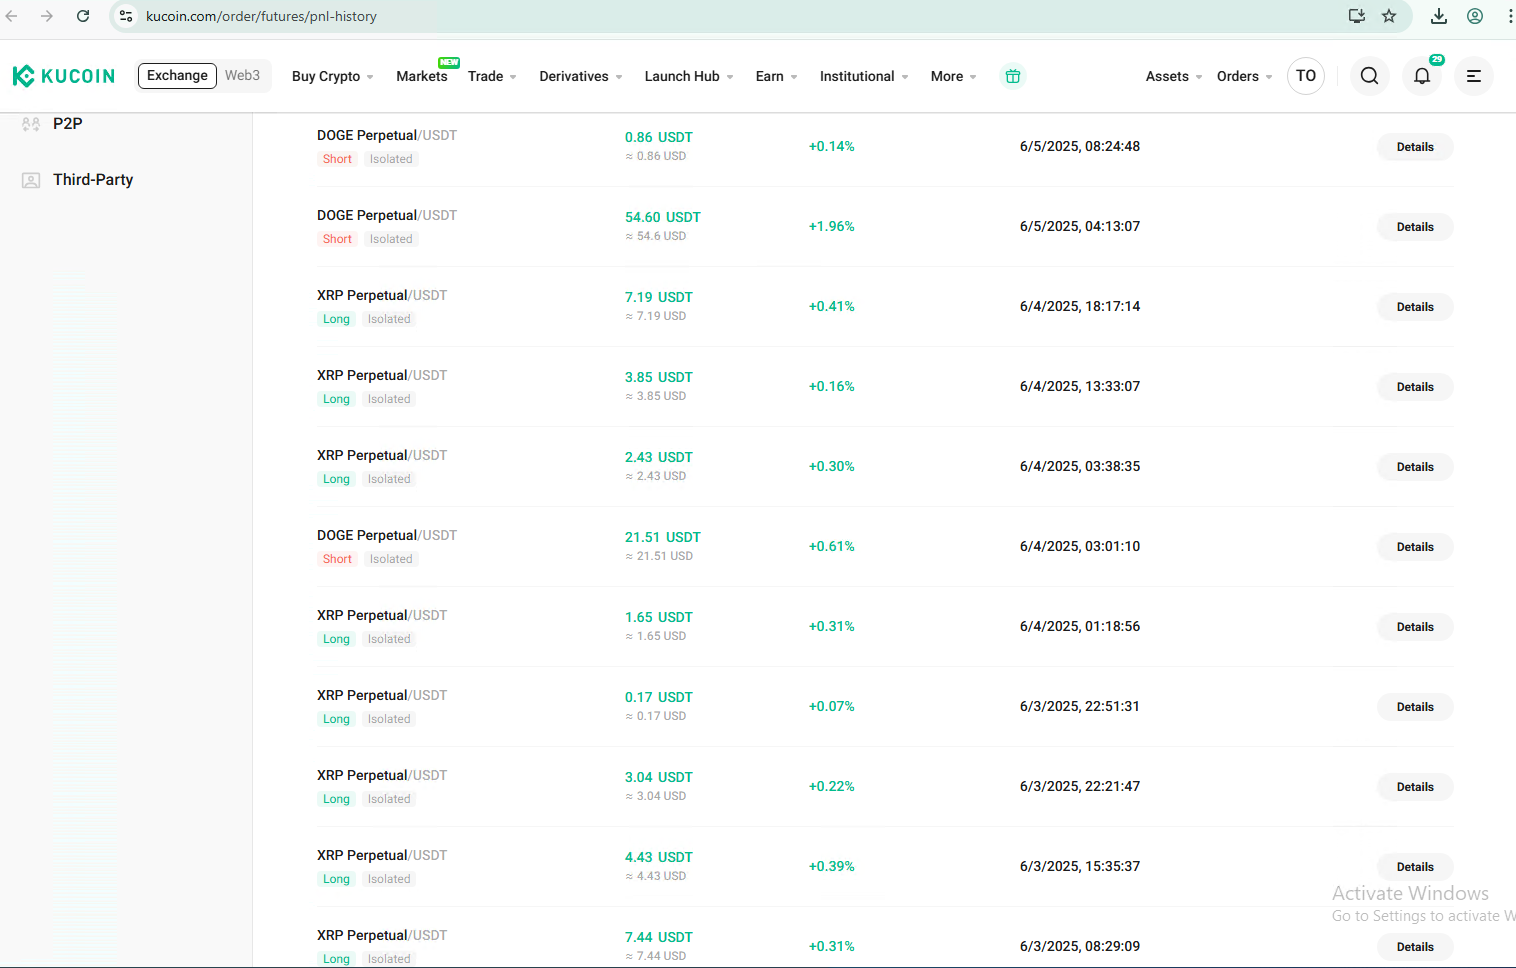 kucoin.com/order/futures/pnl-history
KUCOIN Exchange Web3 Buy Crypto Markets NEW Trade Derivatives Launch Hub Earn Institutional More Assets Orders TO 29
P2P
Third-Party
DOGE Perpetual/USDT 0.86 USDT +0.14% 6/5/2025, 08:24:48 Details
Short Isolated ≈ 0.86 USD
DOGE Perpetual/USDT 54.60 USDT +1.96% 6/5/2025, 04:13:07 Details
Short Isolated ≈ 54.6 USD
XRP Perpetual/USDT 7.19 USDT +0.41% 6/4/2025, 18:17:14 Details
Long Isolated ≈ 7.19 USD
XRP Perpetual/USDT 3.85 USDT +0.16% 6/4/2025, 13:33:07 Details
Long Isolated ≈ 3.85 USD
XRP Perpetual/USDT 2.43 USDT +0.30% 6/4/2025, 03:38:35 Details
Long Isolated ≈ 2.43 USD
DOGE Perpetual/USDT 21.51 USDT +0.61% 6/4/2025, 03:01:10 Details
Short Isolated ≈ 21.51 USD
XRP Perpetual/USDT 1.65 USDT +0.31% 6/4/2025, 01:18:56 Details
Long Isolated ≈ 1.65 USD
XRP Perpetual/USDT 0.17 USDT +0.07% 6/3/2025, 22:51:31 Details
Long Isolated ≈ 0.17 USD
XRP Perpetual/USDT 3.04 USDT +0.22% 6/3/2025, 22:21:47 Details
Long Isolated ≈ 3.04 USD
XRP Perpetual/USDT 4.43 USDT +0.39% 6/3/2025, 15:35:37 Details
Long Isolated ≈ 4.43 USD
Activate Windows
Go to Settings to activate W
XRP Perpetual/USDT 7.44 USDT +0.31% 6/3/2025, 08:29:09 Details
Long Isolated ≈ 7.44 USD